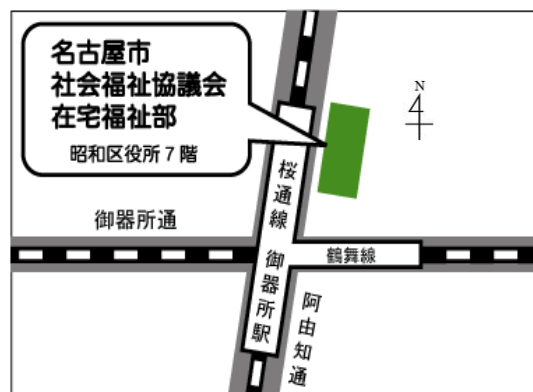 名古屋市
社会福祉協議会
在宅福祉部
昭和区役所7階
N
桜通線
御器所通
鶴舞線
御器所駅
阿由知通